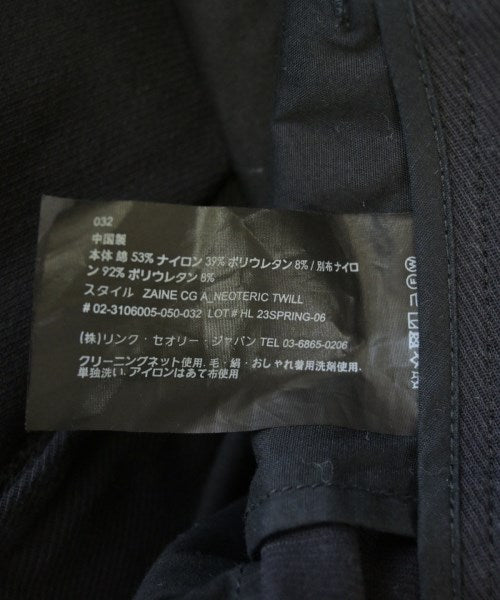 032
中国製
本体 綿 53% ナイロン 39% ポリウレタン 8% / 別布 ナイロ
ン 92% ポリウレタン 8%
スタイル ZAINE CG A_NEOTERIC TWILL
# 02-3106005-050-032 LOT # HL 23SPRING-06
(株)リンク・セオリー・ジャパン TEL 03-6865-0206
クリーニングネット使用. 毛・絹・おしゃれ着用洗剤使用.
単独洗い. アイロンはあて布使用.